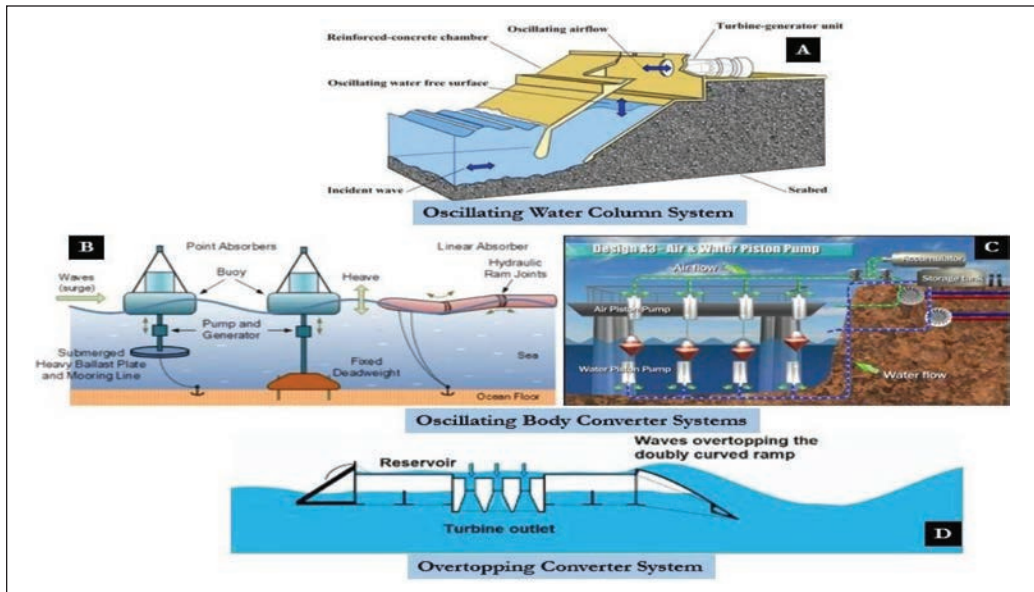 Oscillating airflow
Turbine-generator unit
Reinforced-concrete chamber
A
Oscillating water free surface
Incident wave
Seabed
Oscillating Water Column System
B
Point Absorbers
Linear Absorber
Waves
(surge)
Buoy
Heave
Hydraulic
Ram Joints
Pump and
Generator
Submerged
Heavy Ballast Plate
and Mooring Line
Fixed
Deadweight
Sea
Ocean Floor
Design A3 - Air & Water Piston Pump
C
Air flow
Accumulator
Storage tank
Air Piston Pump
Water Piston Pump
Water flow
Oscillating Body Converter Systems
Waves overtopping the
doubly curved ramp
Reservoir
Turbine outlet
D
Overtopping Converter System